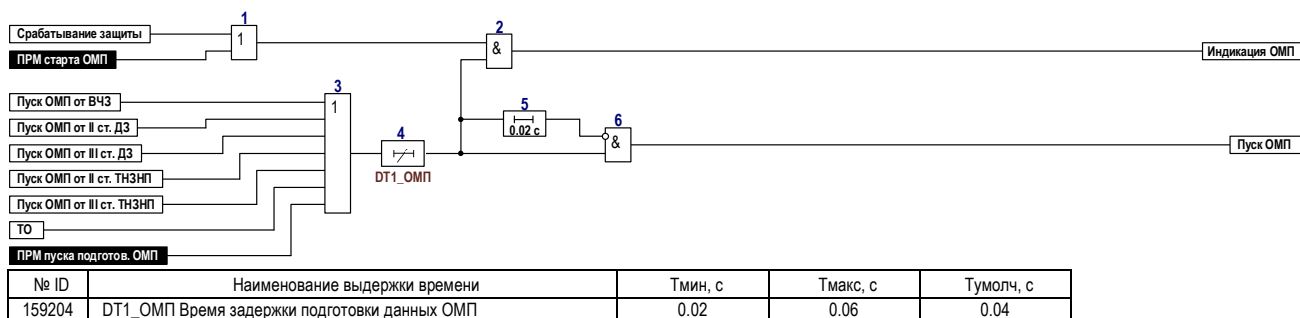 1
2
Срабатывание защиты
1
&
ПРМ старта ОМП
Индикация ОМП
3
Пуск ОМП от ВЧЗ
1
5
Пуск ОМП от II ст. ДЗ
0.02 с
6
4
&
Пуск ОМП от III ст. ДЗ
Пуск ОМП
Пуск ОМП от II ст. ТНЗНП
DT1_ОМП
Пуск ОМП от III ст. ТНЗНП
ТО
ПРМ пуска подготов. ОМП
№ ID Наименование выдержки времени Тмин, с Тмакс, с Тумолч, с
159204 DT1_ОМП Время задержки подготовки данных ОМП 0.02 0.06 0.04